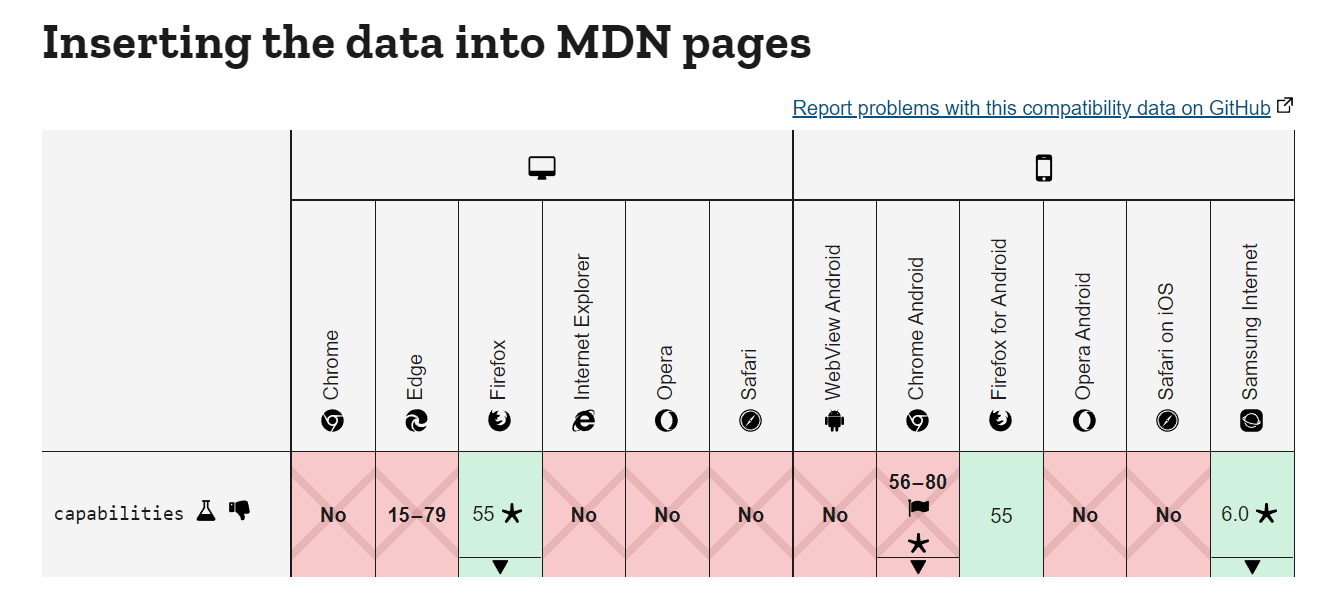 Inserting the data into MDN pages
Report problems with this compatibility data on GitHub
Chrome
Edge
Firefox
Internet Explorer
Opera
Safari
WebView Android
Chrome Android
Firefox for Android
Opera Android
Safari on iOS
Samsung Internet
capabilities
No
15–79
55
No
No
No
No
56–80
55
No
No
6.0